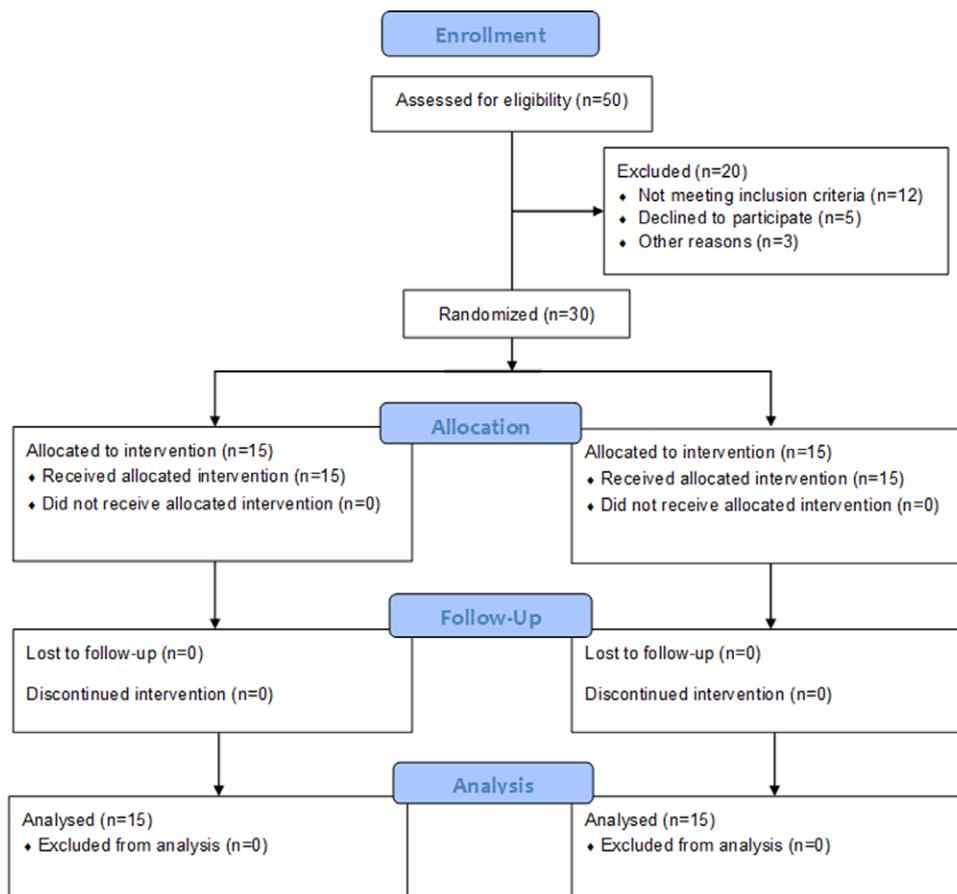 Enrollment
Assessed for eligibility (n=50)
Excluded (n=20)
♦ Not meeting inclusion criteria (n=12)
♦ Declined to participate (n=5)
♦ Other reasons (n=3)
Randomized (n=30)
Allocation
Allocated to intervention (n=15)
♦ Received allocated intervention (n=15)
♦ Did not receive allocated intervention (n=0)
Allocated to intervention (n=15)
♦ Received allocated intervention (n=15)
♦ Did not receive allocated intervention (n=0)
Follow-Up
Lost to follow-up (n=0)
Discontinued intervention (n=0)
Lost to follow-up (n=0)
Discontinued intervention (n=0)
Analysis
Analysed (n=15)
♦ Excluded from analysis (n=0)
Analysed (n=15)
♦ Excluded from analysis (n=0)